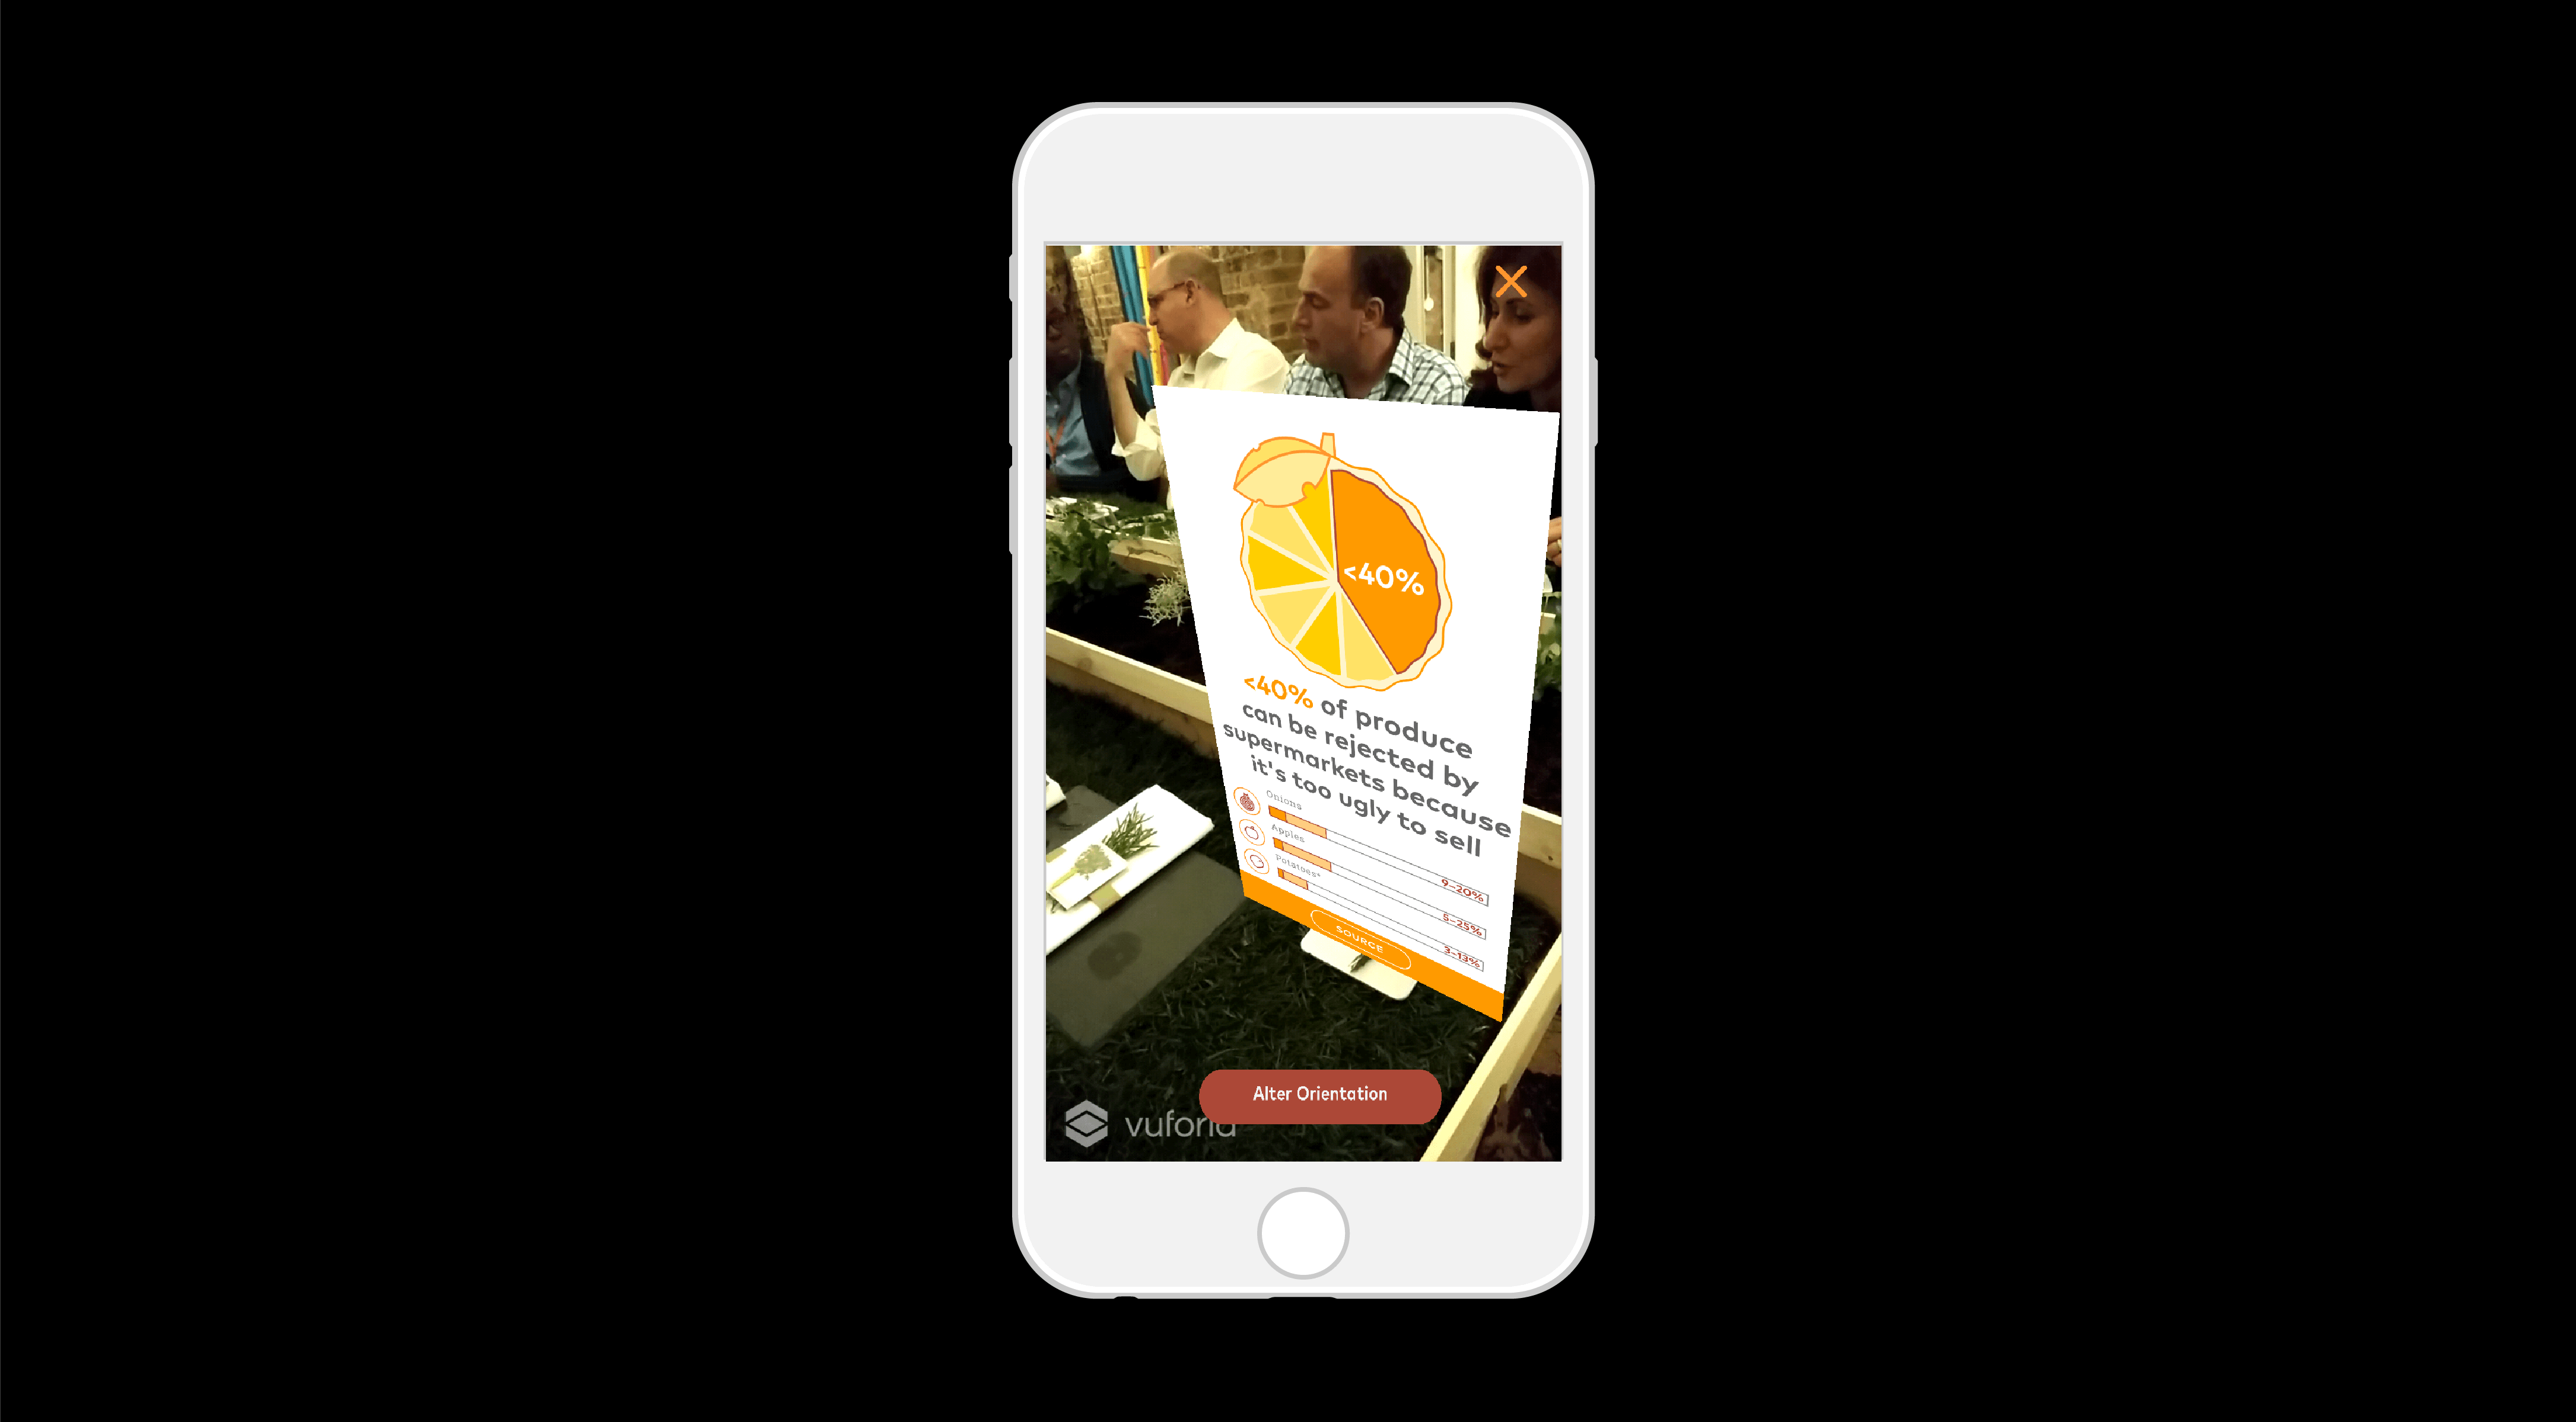 <40%
<40% of produce
can be rejected by
supermarkets because
it's too ugly to sell
Onions
9-20%
Apples
5-25%
Potatoes*
3-13%
SOURCE
Alter Orientation
vuforia